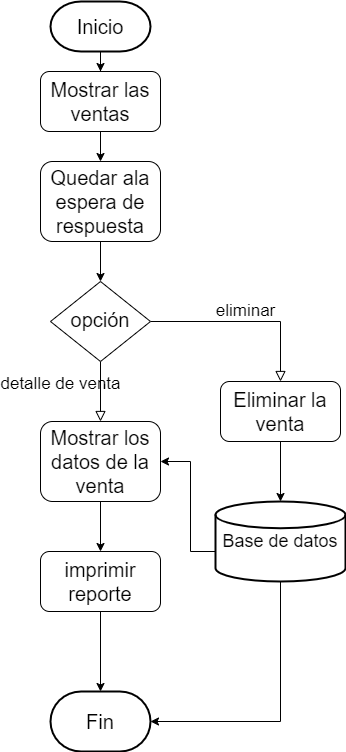 Inicio
Mostrar las
ventas
Quedar ala
espera de
respuesta
opción
eliminar
detalle de venta
Eliminar la
venta
Mostrar los
datos de la
venta
Base de datos
imprimir
reporte
Fin